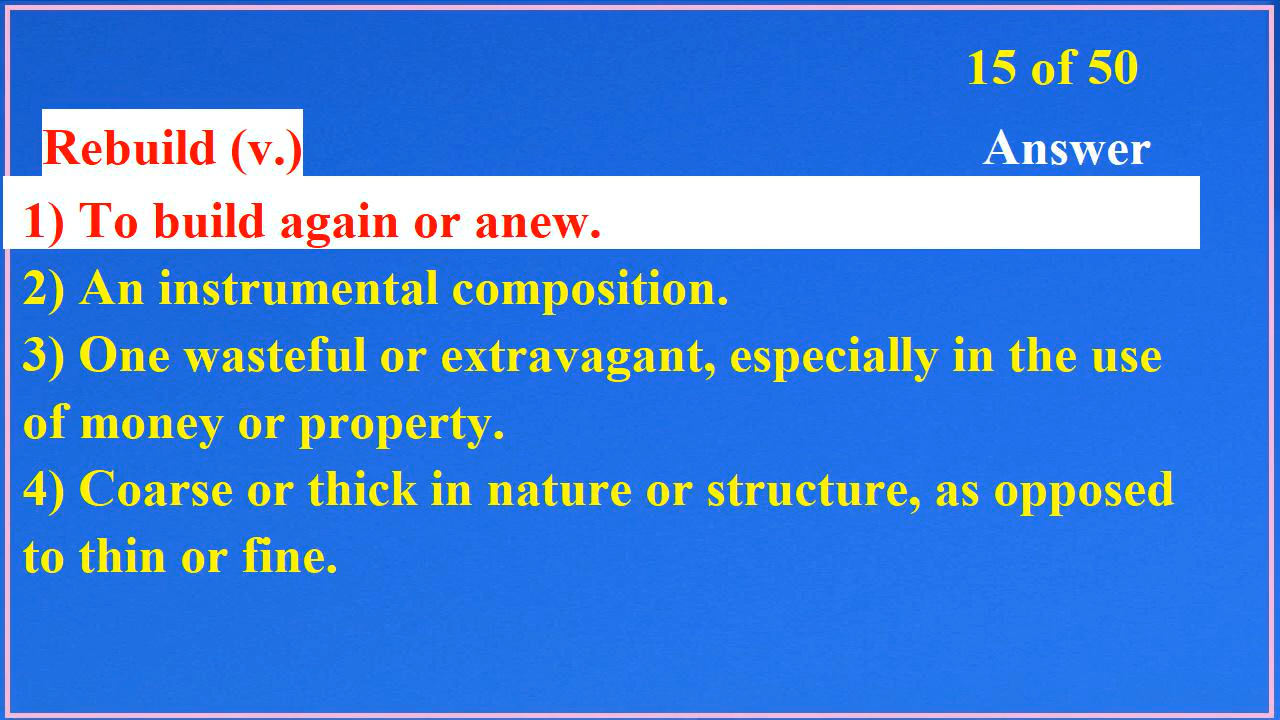 15 of 50
Rebuild (v.)
Answer
1) To build again or anew.
2) An instrumental composition.
3) One wasteful or extravagant, especially in the use
of money or property.
4) Coarse or thick in nature or structure, as opposed
to thin or fine.